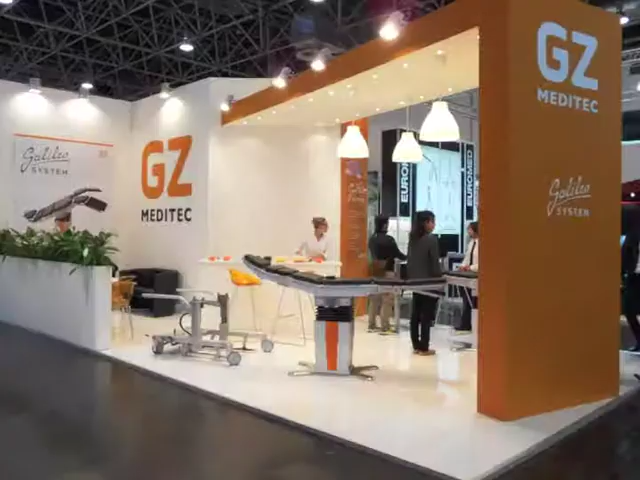 Galileo
SYSTEM
GZ
MEDITEC
EUROMED
EUROMED
GZ
MEDITEC
Galileo
SYSTEM